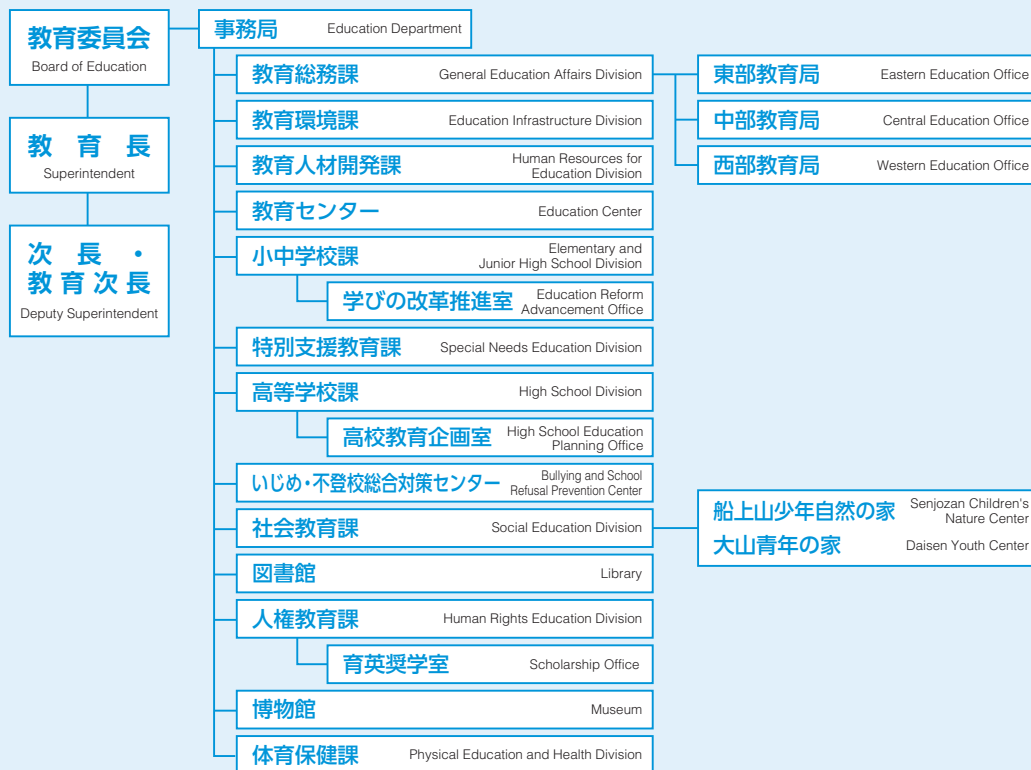 教育委員会
Board of Education
教育長
Superintendent
次長・
教育次長
Deputy Superintendent
事務局 Education Department
教育総務課 General Education Affairs Division
東部教育局 Eastern Education Office
中部教育局 Central Education Office
西部教育局 Western Education Office
教育環境課 Education Infrastructure Division
教育人材開発課 Human Resources for
Education Division
教育センター Education Center
小中学校課 Elementary and
Junior High School Division
学びの改革推進室 Education Reform
Advancement Office
特別支援教育課 Special Needs Education Division
高等学校課 High School Division
高校教育企画室 High School Education
Planning Office
いじめ・不登校総合対策センター Bullying and School
Refusal Prevention Center
社会教育課 Social Education Division
船上山少年自然の家 Senjozan Children's
Nature Center
大山青年の家 Daisen Youth Center
図書館 Library
人権教育課 Human Rights Education Division
育英奨学室 Scholarship Office
博物館 Museum
体育保健課 Physical Education and Health Division